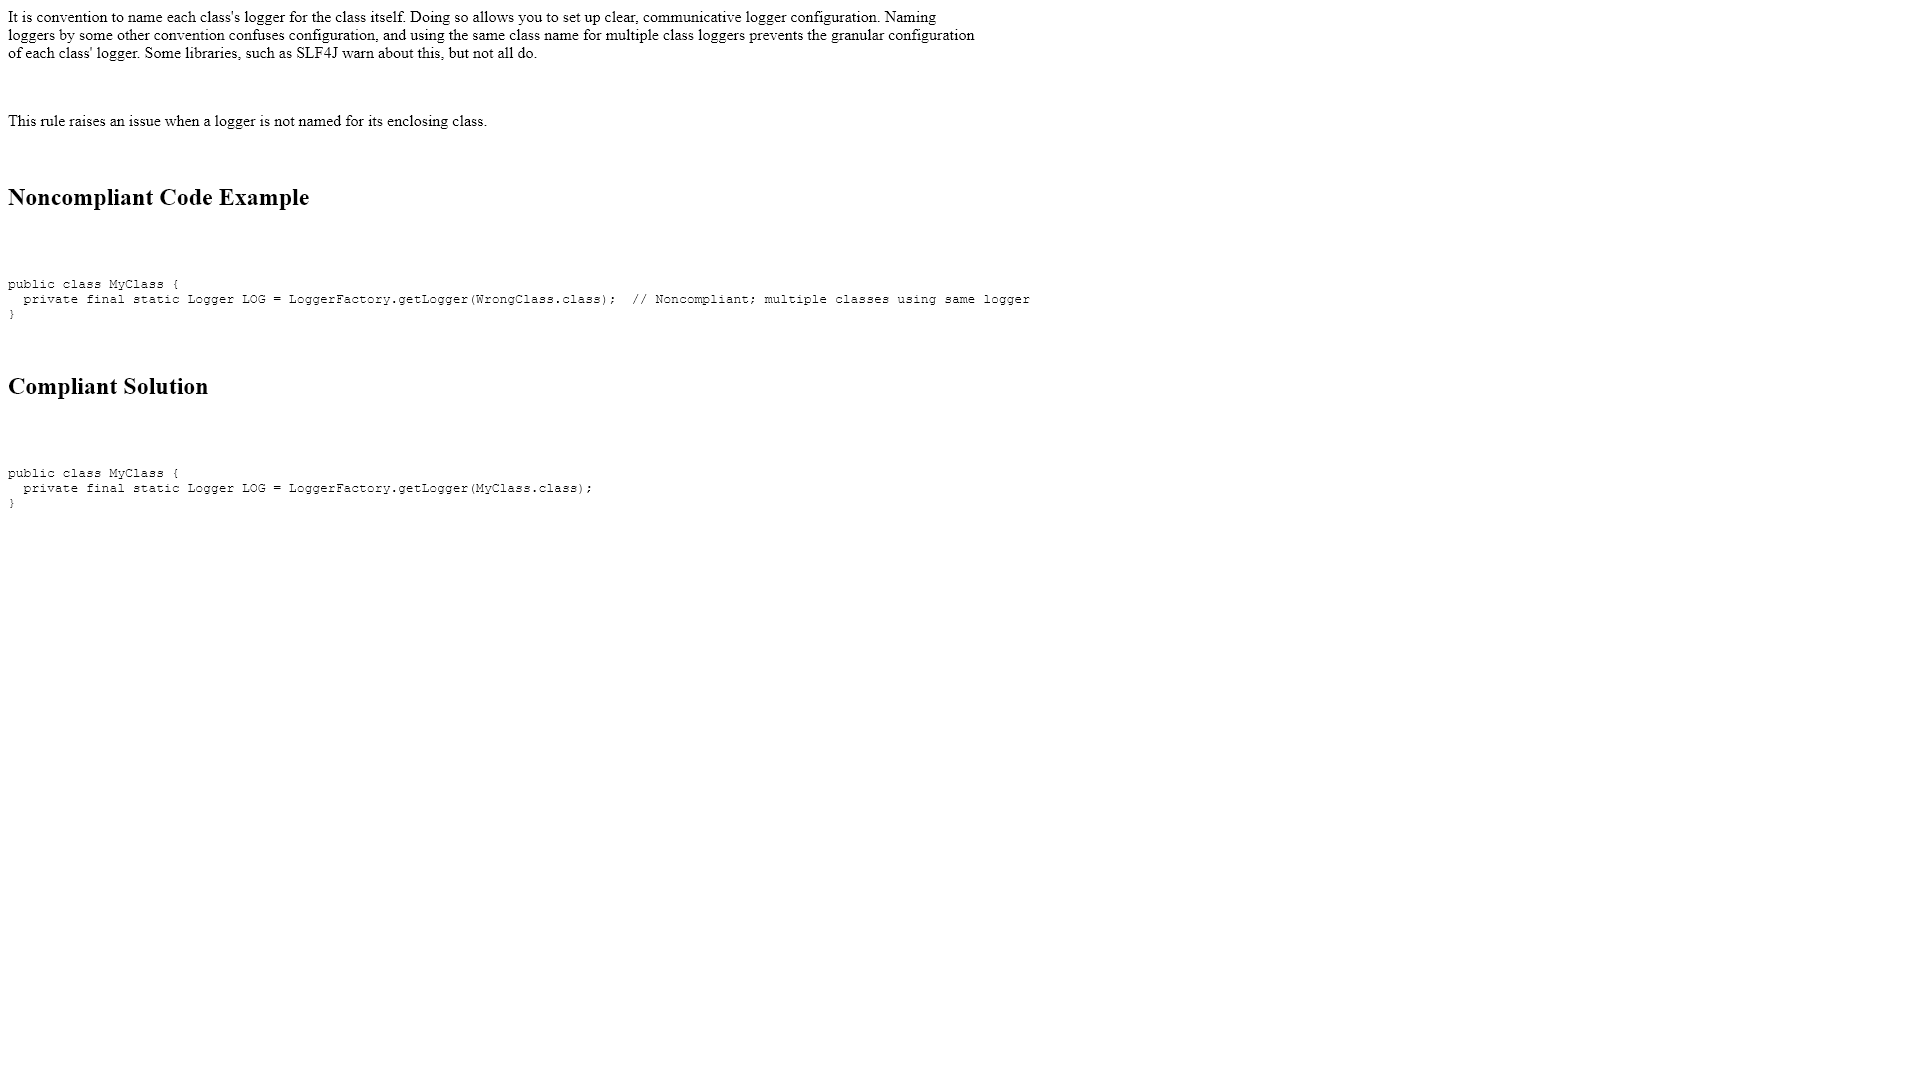 It is convention to name each class's logger for the class itself. Doing so allows you to set up clear, communicative logger configuration. Naming
loggers by some other convention confuses configuration, and using the same class name for multiple class loggers prevents the granular configuration
of each class' logger. Some libraries, such as SLF4J warn about this, but not all do.
This rule raises an issue when a logger is not named for its enclosing class.
Noncompliant Code Example
public class MyClass {
  private final static Logger LOG = LoggerFactory.getLogger(WrongClass.class);  // Noncompliant; multiple classes using same logger
}
Compliant Solution
public class MyClass {
  private final static Logger LOG = LoggerFactory.getLogger(MyClass.class);
}